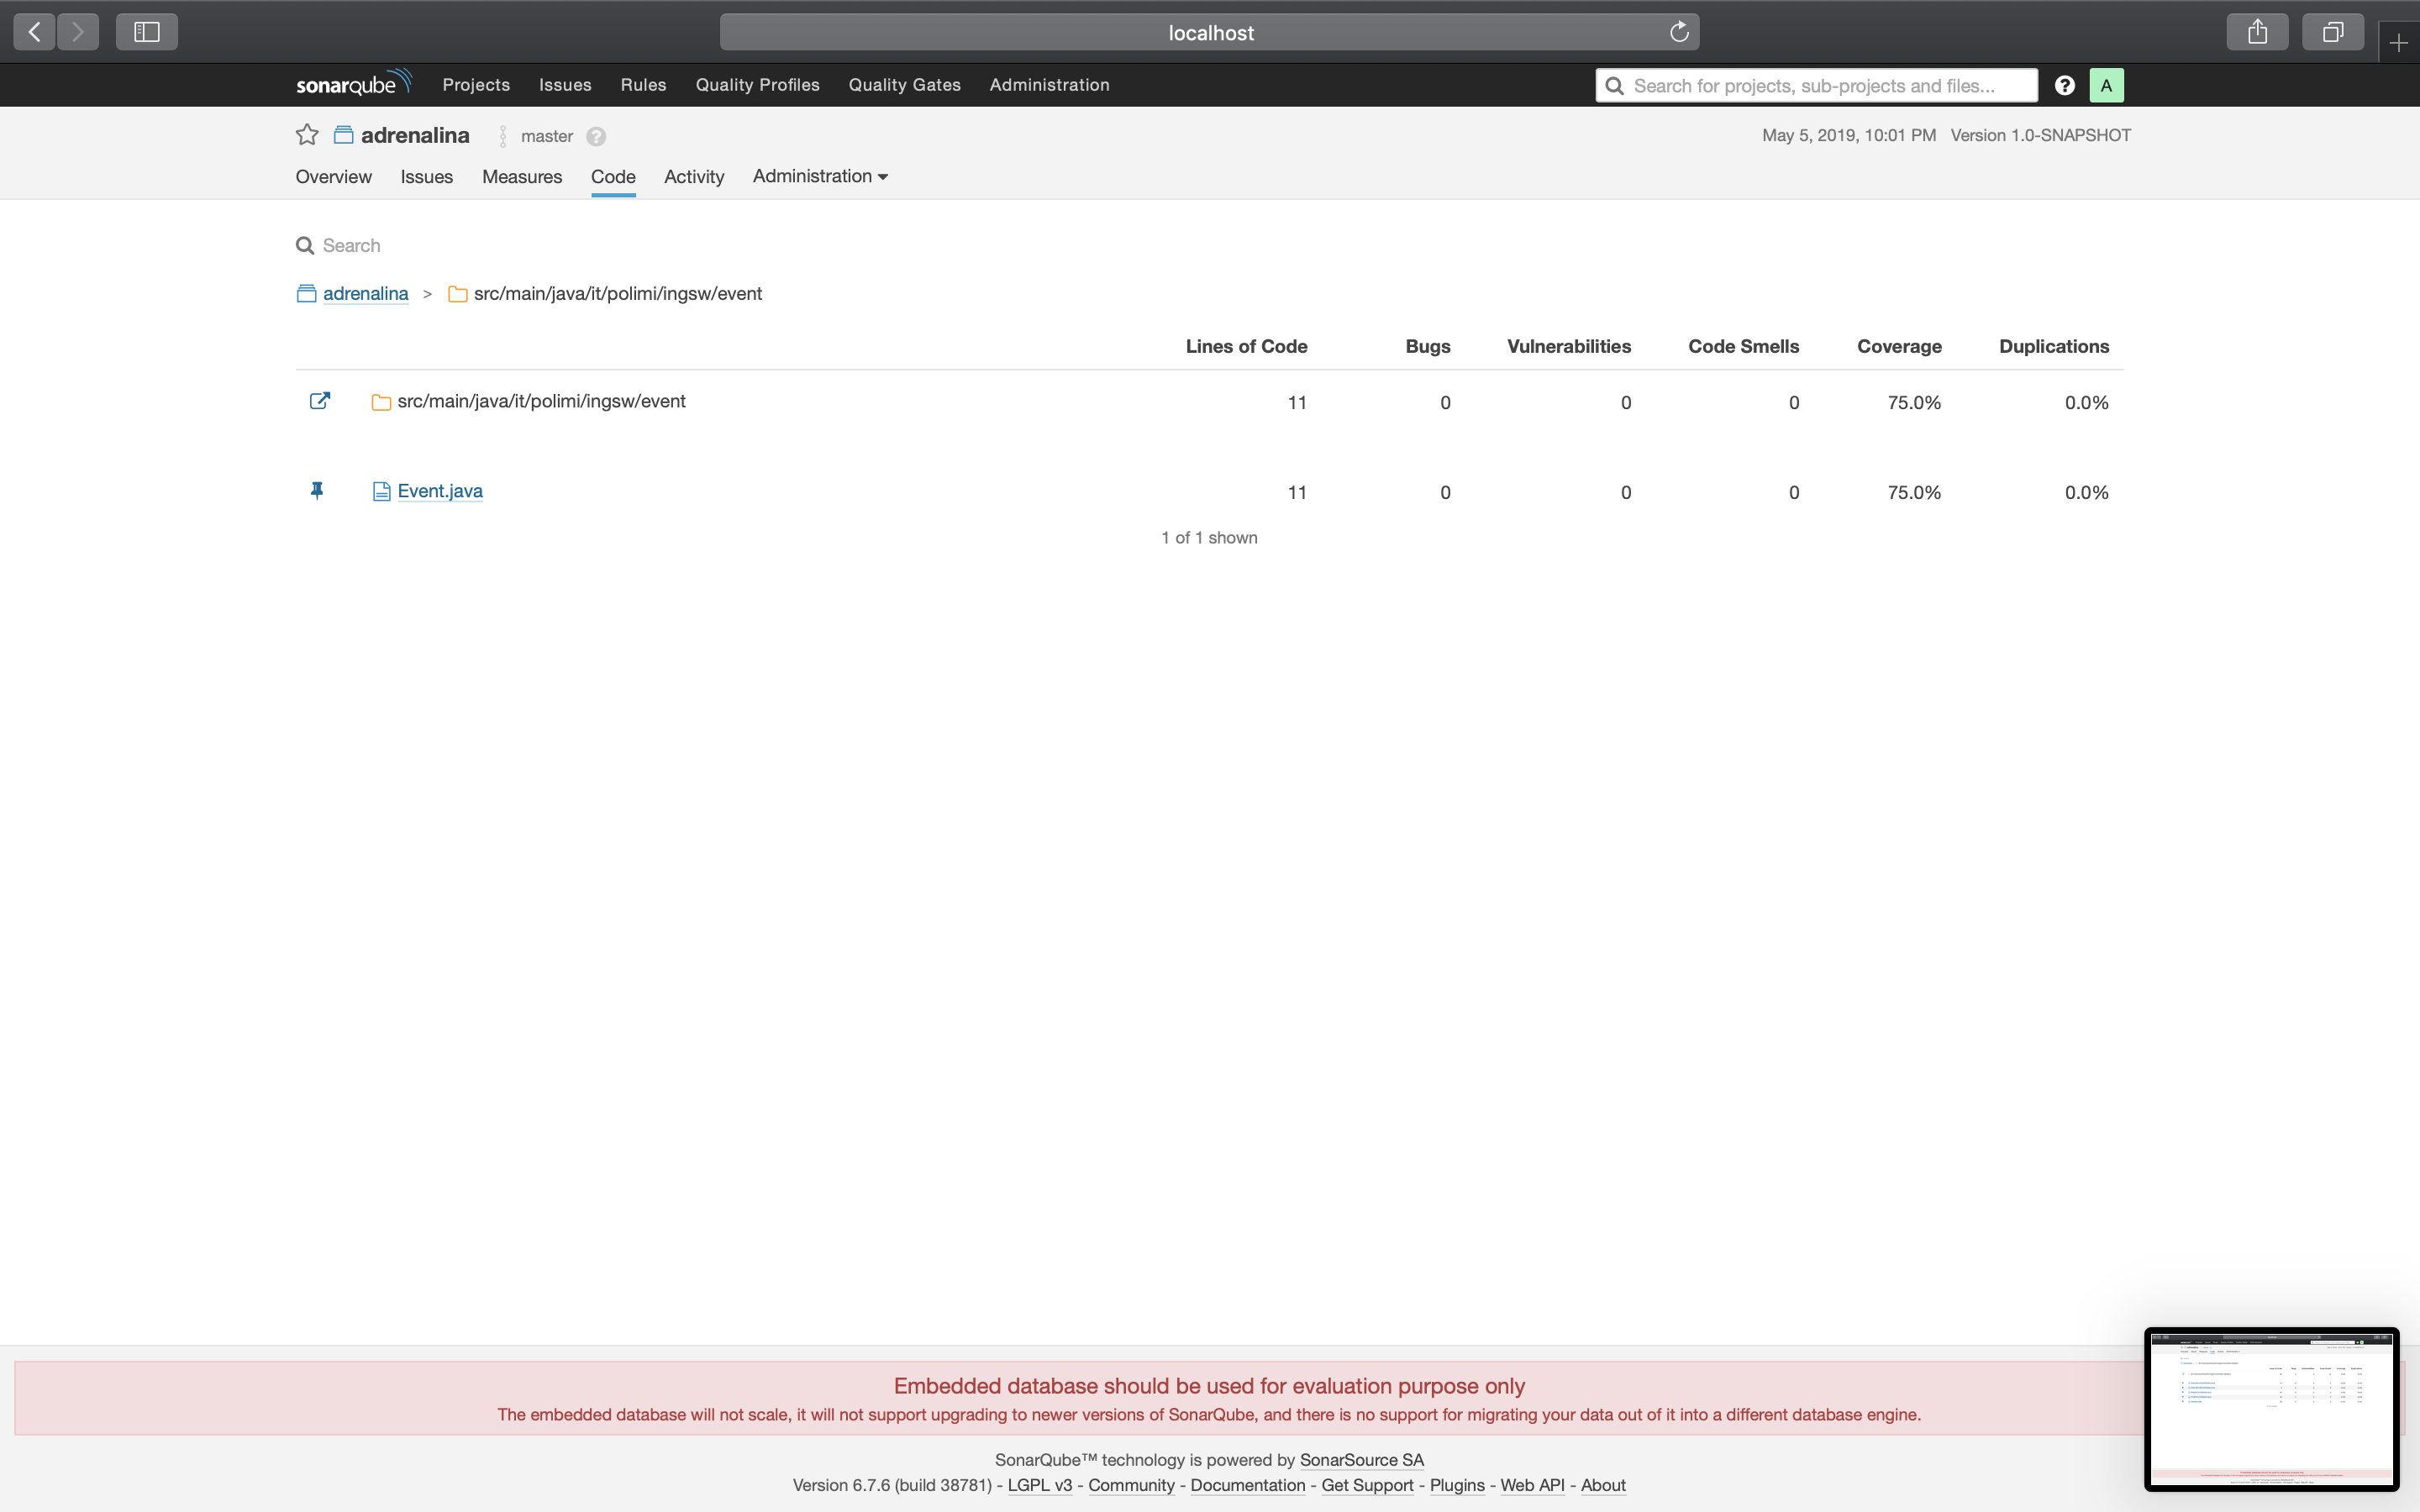 localhost
sonarqube Projects Issues Rules Quality Profiles Quality Gates Administration Search for projects, sub-projects and files... ? A
adrenalina master ? May 5, 2019, 10:01 PM Version 1.0-SNAPSHOT
Overview Issues Measures Code Activity Administration
Search
adrenalina > src/main/java/it/polimi/ingsw/event
Lines of Code Bugs Vulnerabilities Code Smells Coverage Duplications
src/main/java/it/polimi/ingsw/event 11 0 0 0 75.0% 0.0%
Event.java 11 0 0 0 75.0% 0.0%
1 of 1 shown
Embedded database should be used for evaluation purpose only
The embedded database will not scale, it will not support upgrading to newer versions of SonarQube, and there is no support for migrating your data out of it into a different database engine.
SonarQube™ technology is powered by SonarSource SA
Version 6.7.6 (build 38781) - LGPL v3 - Community - Documentation - Get Support - Plugins - Web API - About